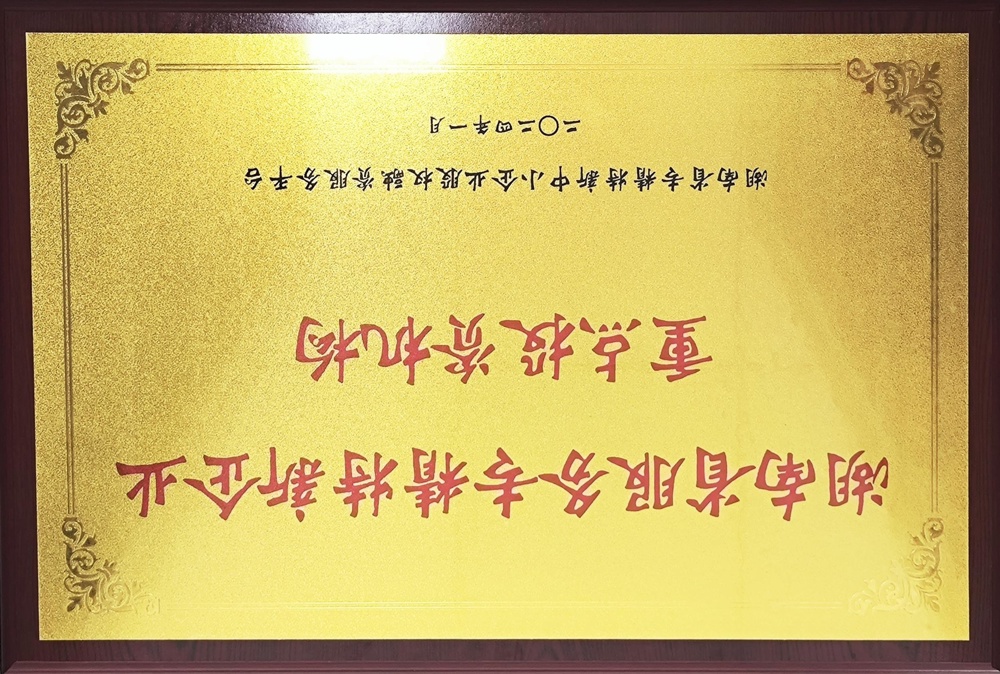 湖南省服务专精特新企业
重点投资机构
湖南省专精特新中小企业股权融资服务平台
二〇二四年一月